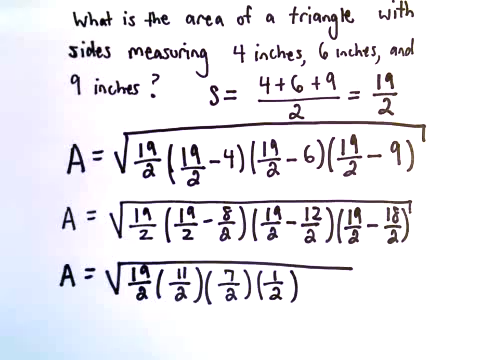 What is the area of a triangle with
sides measuring 4 inches, 6 inches, and
9 inches? S = (4+6+9)/2 = 19/2
A = √(19/2 (19/2 - 4)(19/2 - 6)(19/2 - 9))
A = √(19/2 (19/2 - 8/2)(19/2 - 12/2)(19/2 - 18/2))
A = √(19/2 (11/2)(7/2)(1/2))